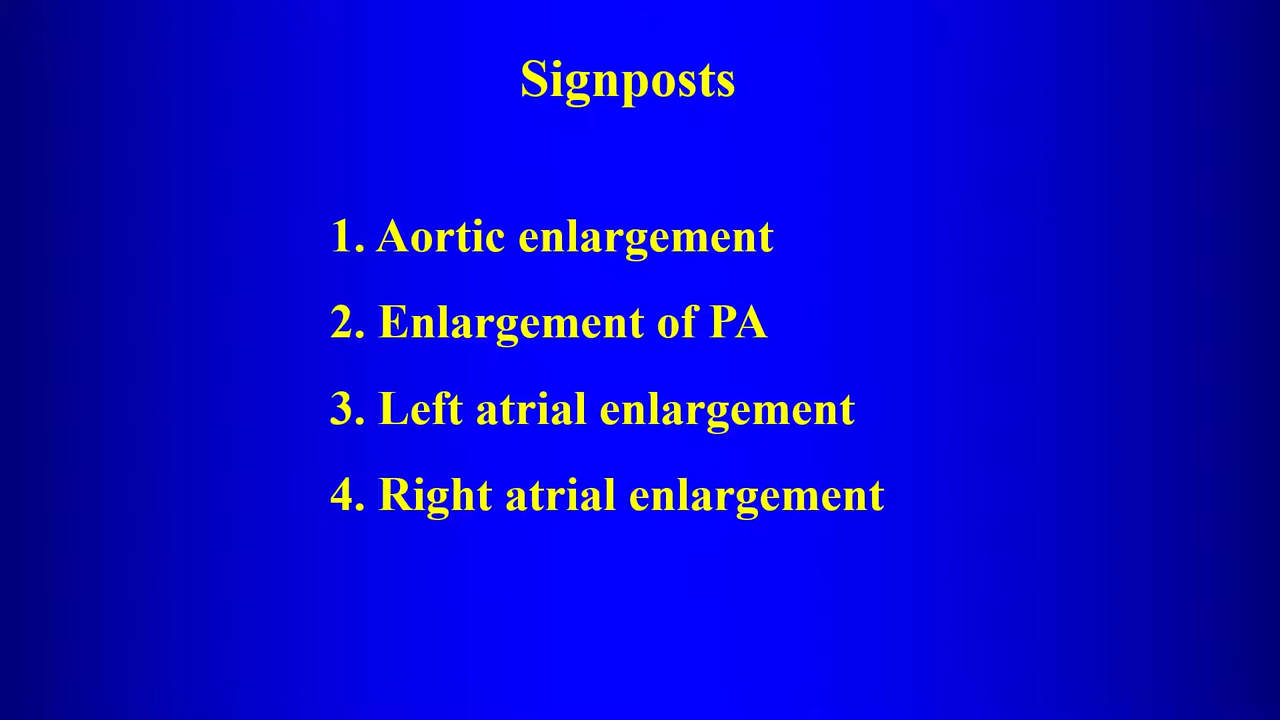 Signposts
1. Aortic enlargement
2. Enlargement of PA
3. Left atrial enlargement
4. Right atrial enlargement